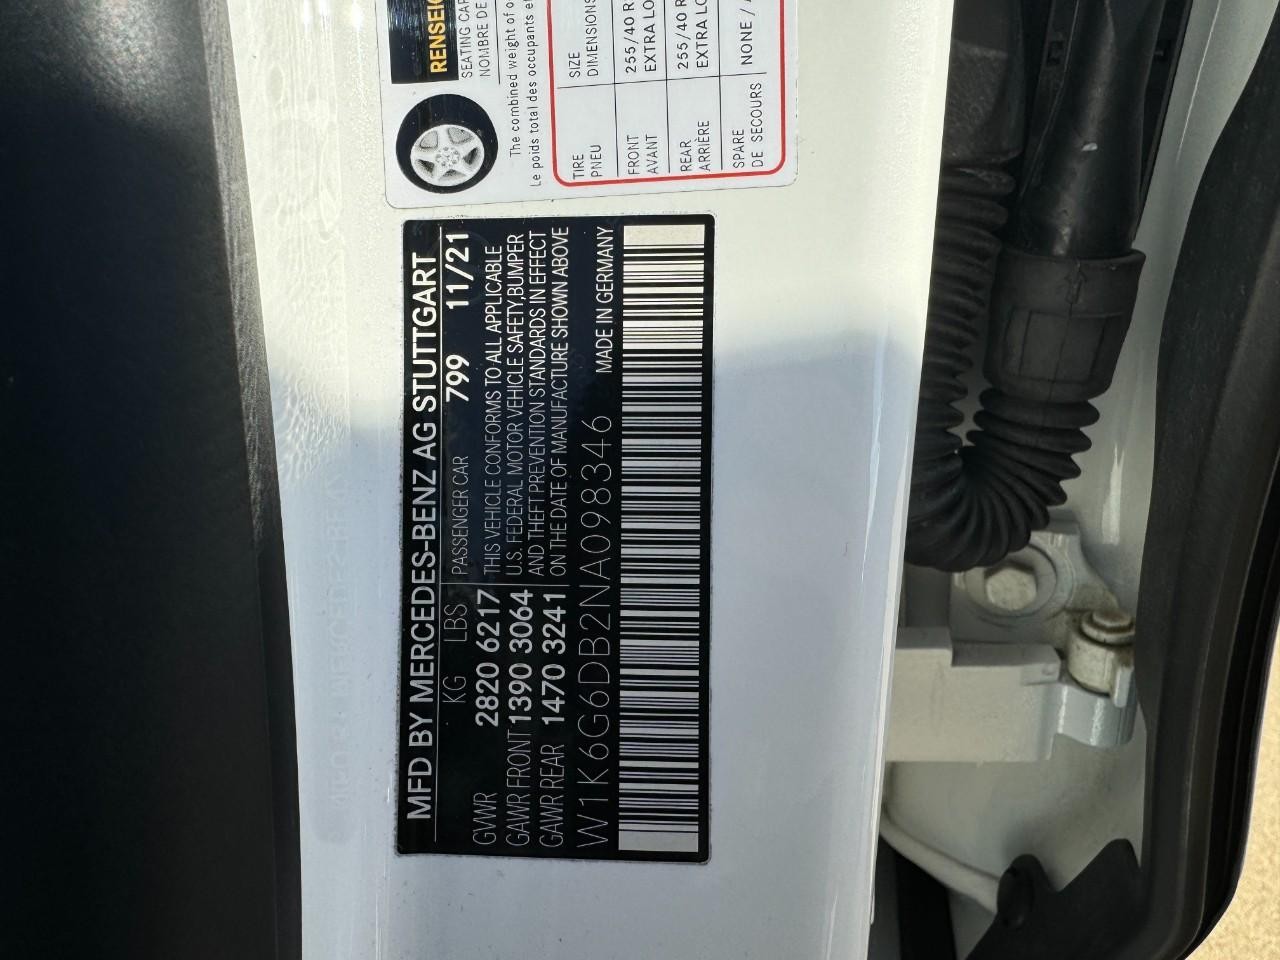 MFD BY MERCEDES-BENZ AG STUTTGART
KG LBS PASSENGER CAR 799 11/21
GVWR 2820 6217 THIS VEHICLE CONFORMS TO ALL APPLICABLE
GAWR FRONT 1390 3064 U.S. FEDERAL MOTOR VEHICLE SAFETY,BUMPER
AND THEFT PREVENTION STANDARDS IN EFFECT
GAWR REAR 1470 3241 ON THE DATE OF MANUFACTURE SHOWN ABOVE
W1K6G6DB2NA098346 MADE IN GERMANY
SEATING
NOMBRE DE
The combined weight of
Le poids total des occupants
TIRE SIZE
PNEU DIMENSIONS
FRONT 255/40 R
AVANT EXTRA
REAR 255/40 R
ARRIÈRE EXTRA
SPARE NONE /
DE SECOURS